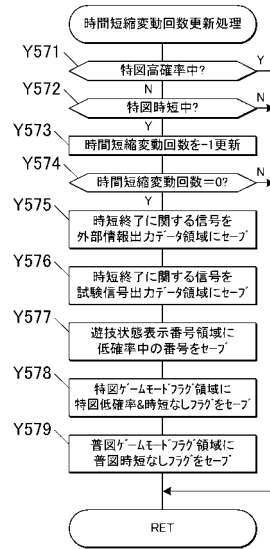 時間短縮変動回数更新処理
Y571
特図高確率中?
Y
Y572
N
特図時短中?
N
Y573
Y
時間短縮変動回数を-1更新
Y574
時間短縮変動回数=0?
N
Y575
Y
時短終了に関する信号を
外部情報出力データ領域にセーブ
Y576
時短終了に関する信号を
試験信号出力データ領域にセーブ
Y577
遊技状態表示番号領域に
低確率中の番号をセーブ
Y578
特図ゲームモードフラグ領域に
特図低確率&時短なしフラグをセーブ
Y579
普図ゲームモードフラグ領域に
普図時短なしフラグをセーブ
RET